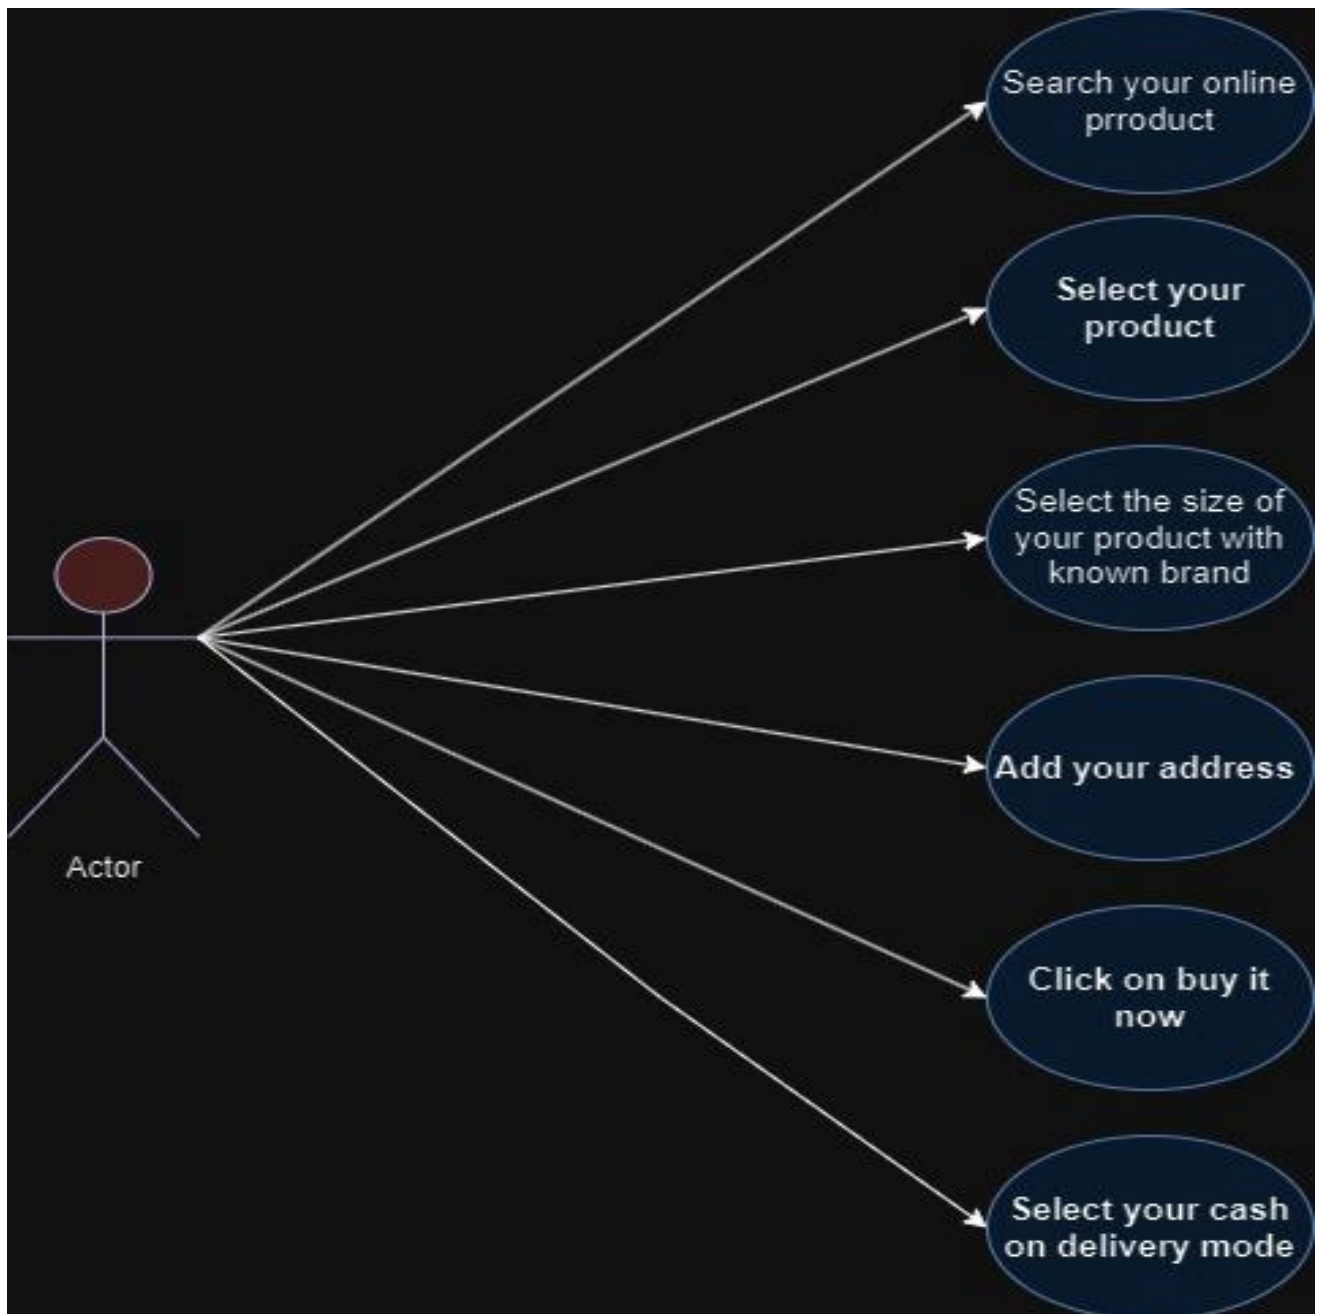 Search your online
prroduct
Select your
product
Select the size of
your product with
known brand
Add your address
Actor
Click on buy it
now
Select your cash
on delivery mode